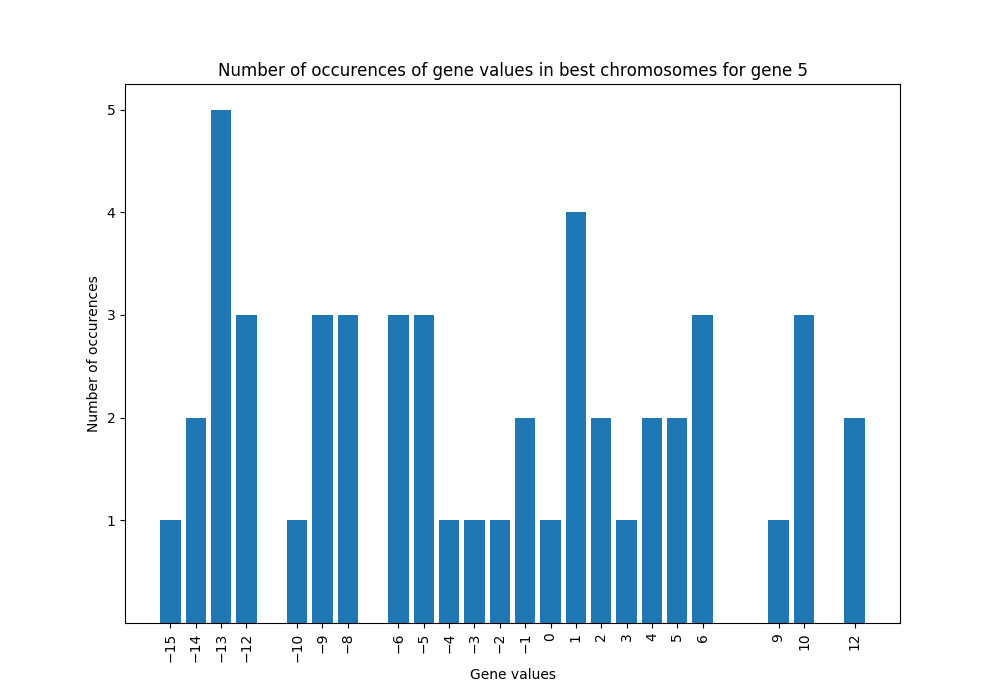 Number of occurences of gene values in best chromosomes for gene 5
Number of occurences
5
4
3
2
1
−15 −14 −13 −12 −10 −9 −8 −6 −5 −4 −3 −2 −1 0 1 2 3 4 5 6 9 10 12
Gene values